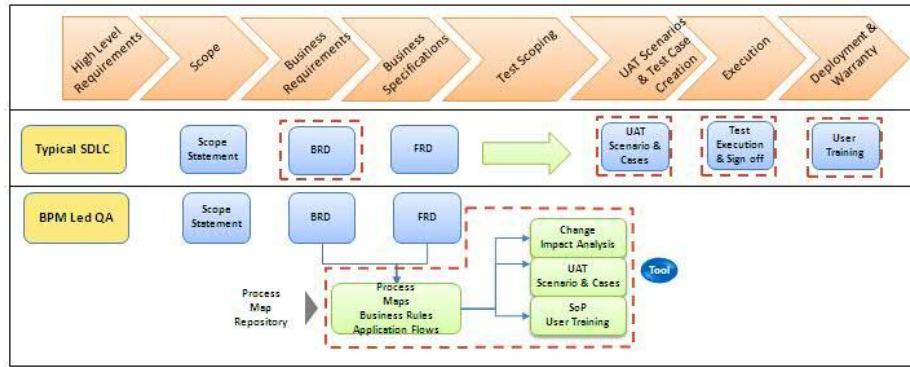 High Level
Requirements
Scope
Business
Requirements
Business
Specifications
Test Scoping
UAT Scenarios
& Test Case
Creation
Execution
Deployment &
Warranty
Typical SDLC
Scope
Statement
BRD
FRD
UAT
Scenario &
Cases
Test
Execution
& Sign off
User
Training
BPM Led QA
Scope
Statement
BRD
FRD
Process
Map
Repository
Process
Maps
Business Rules
Application Flows
Change
Impact Analysis
UAT
Scenario & Cases
SoP
User Training
Tool